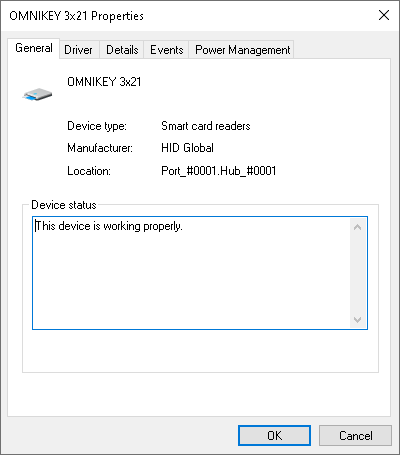 OMNIKEY 3x21 Properties
General Driver Details Events Power Management
OMNIKEY 3x21
Device type: Smart card readers
Manufacturer: HID Global
Location: Port_#0001.Hub_#0001
Device status
This device is working properly.
OK Cancel